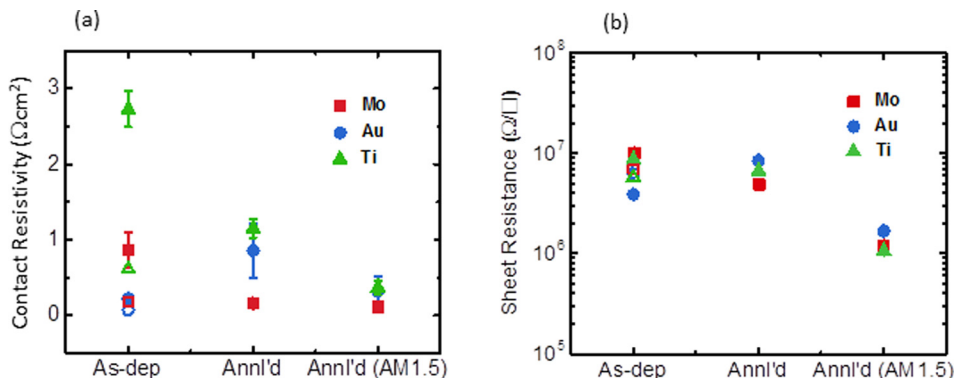 (a)
Contact Resistivity (Ωcm²)
3
2
1
0
Mo
Au
Ti
As-dep Annl'd Annl'd (AM1.5)
(b)
Sheet Resistance (Ω/□)
10⁸
10⁷
10⁶
10⁵
Mo
Au
Ti
As-dep Annl'd Annl'd (AM1.5)